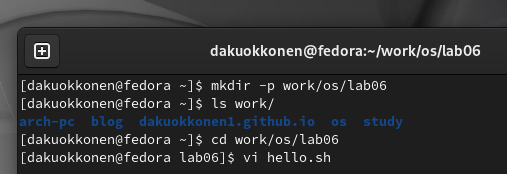 dakuokkonen@fedora:~/work/os/lab06
[dakuokkonen@fedora ~]$ mkdir -p work/os/lab06
[dakuokkonen@fedora ~]$ ls work/
arch-pc  blog  dakuokkonen1.github.io  os  study
[dakuokkonen@fedora ~]$ cd work/os/lab06
[dakuokkonen@fedora lab06]$ vi hello.sh